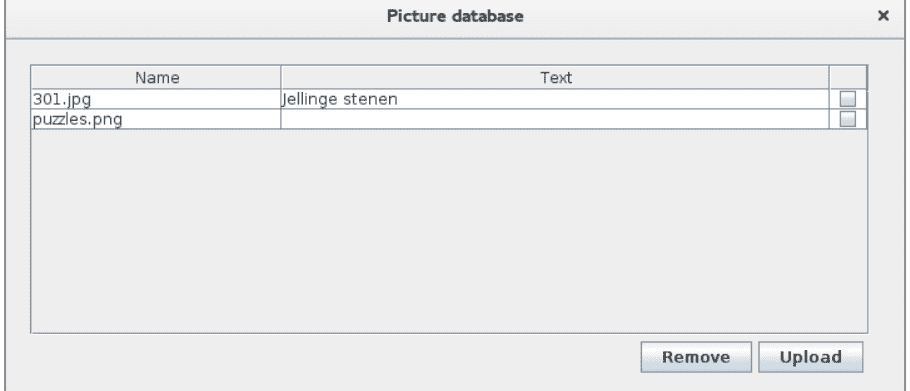 Picture database ×
Name Text
301.jpg Jellinge stenen
puzzles.png
Remove Upload